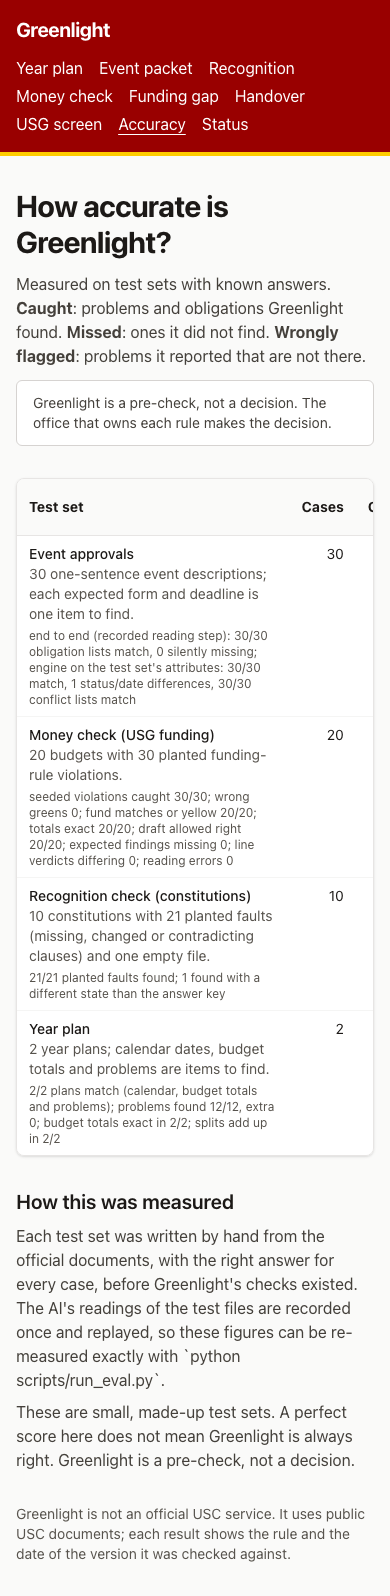 Greenlight
Year plan Event packet Recognition
Money check Funding gap Handover
USG screen Accuracy Status
How accurate is
Greenlight?
Measured on test sets with known answers.
Caught: problems and obligations Greenlight
found. Missed: ones it did not find. Wrongly
flagged: problems it reported that are not there.
Greenlight is a pre-check, not a decision. The
office that owns each rule makes the decision.
Test set Cases
Event approvals 30
30 one-sentence event descriptions;
each expected form and deadline is
one item to find.
end to end (recorded reading step): 30/30
obligation lists match, 0 silently missing;
engine on the test set's attributes: 30/30
match, 1 status/date differences, 30/30
conflict lists match
Money check (USG funding) 20
20 budgets with 30 planted funding-
rule violations.
seeded violations caught 30/30; wrong
greens 0; fund matches or yellow 20/20;
totals exact 20/20; draft allowed right
20/20; expected findings missing 0; line
verdicts differing 0; reading errors 0
Recognition check (constitutions) 10
10 constitutions with 21 planted faults
(missing, changed or contradicting
clauses) and one empty file.
21/21 planted faults found; 1 found with a
different state than the answer key
Year plan 2
2 year plans; calendar dates, budget
totals and problems are items to find.
2/2 plans match (calendar, budget totals
and problems); problems found 12/12, extra
0; budget totals exact in 2/2; splits add up
in 2/2
How this was measured
Each test set was written by hand from the
official documents, with the right answer for
every case, before Greenlight's checks existed.
The AI's readings of the test files are recorded
once and replayed, so these figures can be re-
measured exactly with `python
scripts/run_eval.py`.
These are small, made-up test sets. A perfect
score here does not mean Greenlight is always
right. Greenlight is a pre-check, not a decision.
Greenlight is not an official USC service. It uses public
USC documents; each result shows the rule and the
date of the version it was checked against.